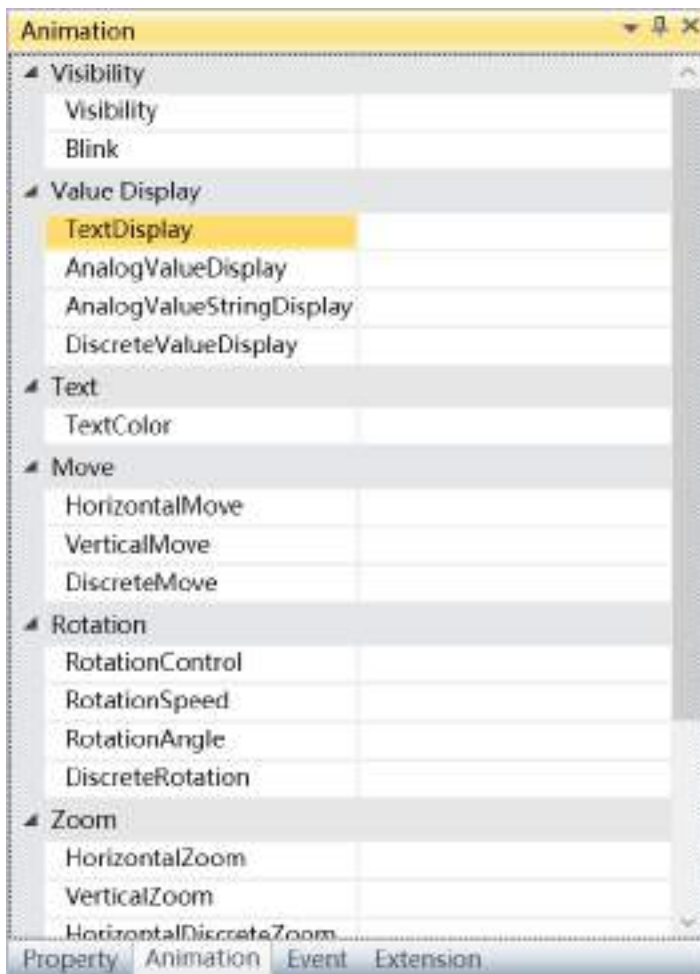 Animation
Visibility
Visibility
Blink
Value Display
TextDisplay
AnalogValueDisplay
AnalogValueStringDisplay
DiscreteValueDisplay
Text
TextColor
Move
HorizontalMove
VerticalMove
DiscreteMove
Rotation
RotationControl
RotationSpeed
RotationAngle
DiscreteRotation
Zoom
HorizontalZoom
VerticalZoom
HorizontalDiscreteZoom
Property Animation Event Extension